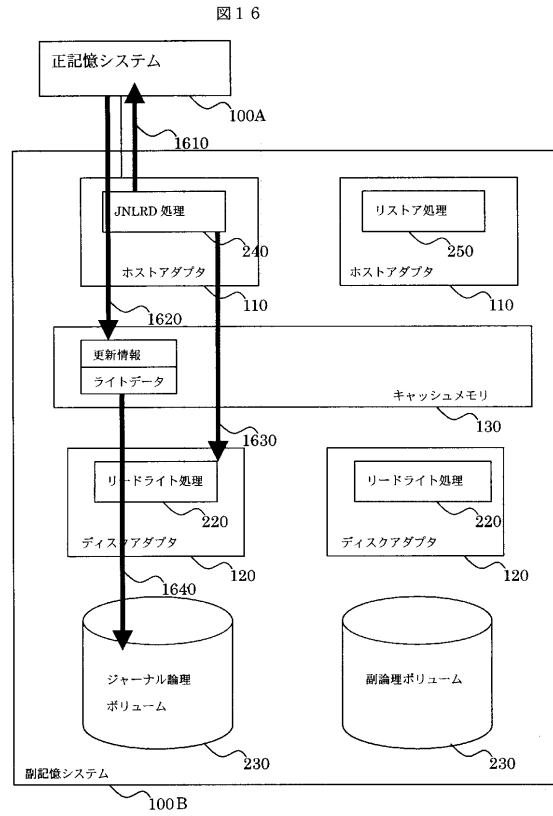 図１６
正記憶システム
100A
1610
JNLRD 処理
240
ホストアダプタ
110
リストア処理
250
ホストアダプタ
110
1620
更新情報
ライトデータ
キャッシュメモリ
130
1630
リードライト処理
220
ディスクアダプタ
120
リードライト処理
220
ディスクアダプタ
120
1640
ジャーナル論理
ボリューム
230
副論理ボリューム
230
副記憶システム
100B